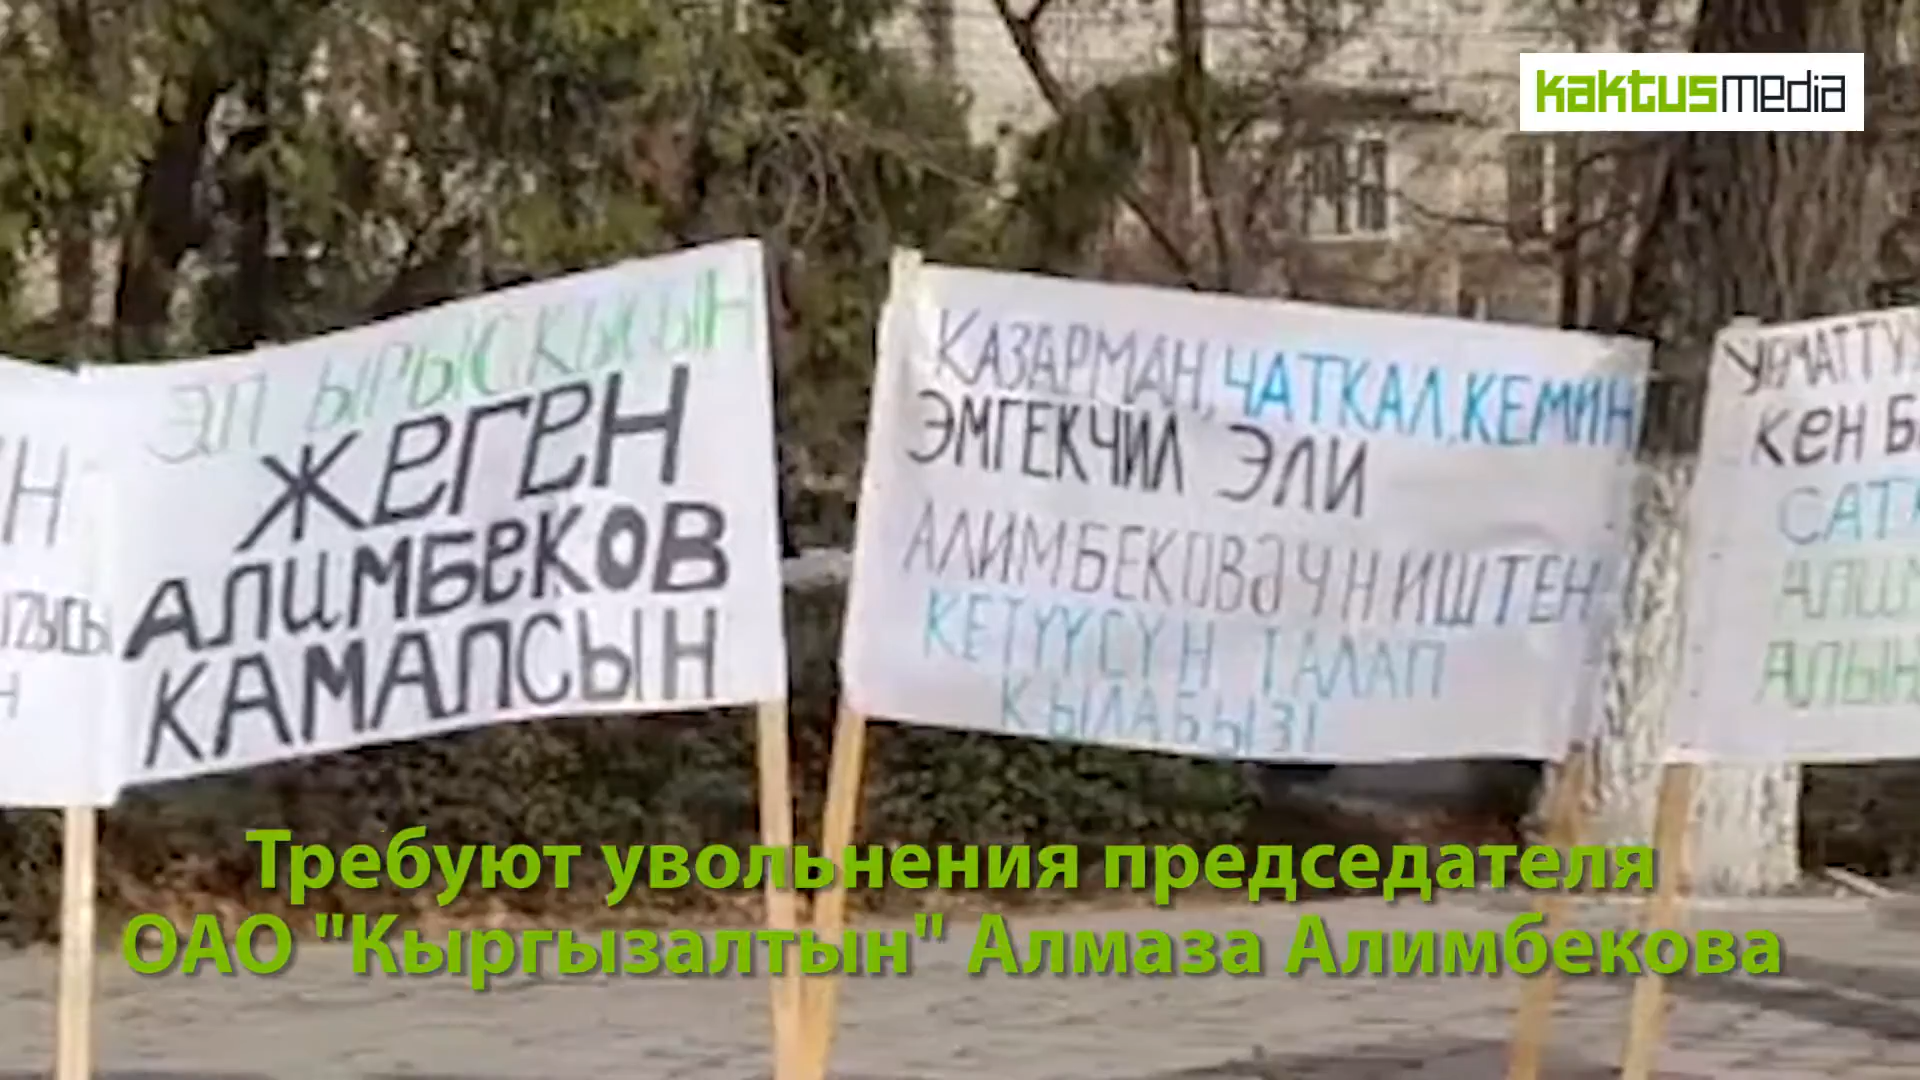 kaktusmedia
ЭЛ ЫРЫСКЫСЫН
ЖЕГЕН
АЛИМБЕКОВ
КАМАЛСЫН
КАЗАРМАН, ЧАТКАЛ, КЕМИН
ЭМГЕКЧИЛ ЭЛИ
АЛИМБЕКОВ ИШТЕН
КЕТҮҮСҮН ТАЛАП
КЫЛАБЫЗ!
КЕН
Требуют увольнения председателя
ОАО "Кыргызалтын" Алмаза Алимбекова